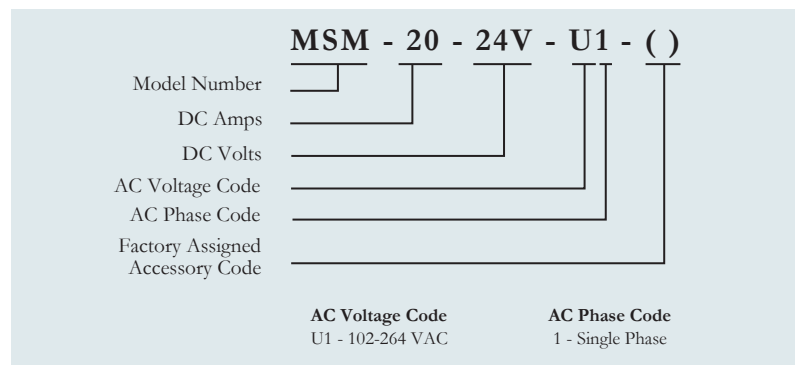 MSM - 20 - 24V - U1 - ( )
Model Number
DC Amps
DC Volts
AC Voltage Code
AC Phase Code
Factory Assigned
Accessory Code
AC Voltage Code AC Phase Code
U1 - 102-264 VAC 1 - Single Phase